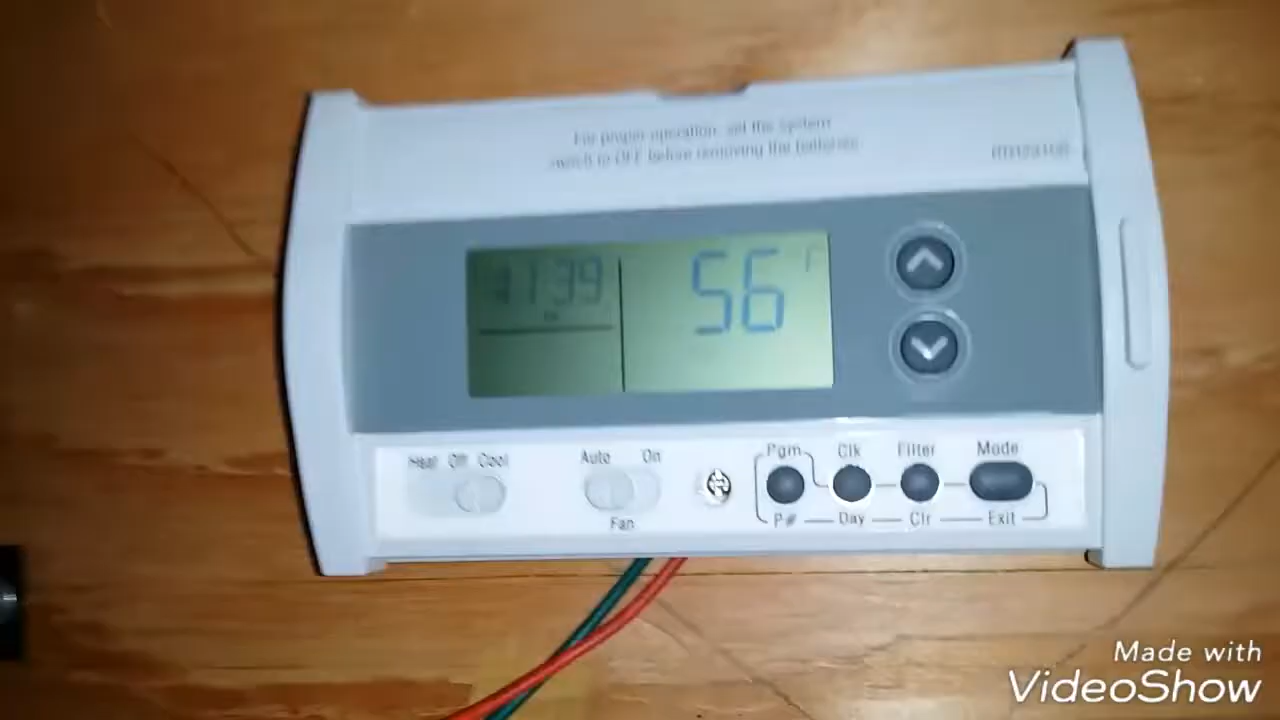 For proper operation, set the system
switch to OFF before removing the batteries
56 F
Heat Off Cool
Auto On
Fan
Pgm Clk Filter Mode
P# Day Clr Exit
Made with
VideoShow